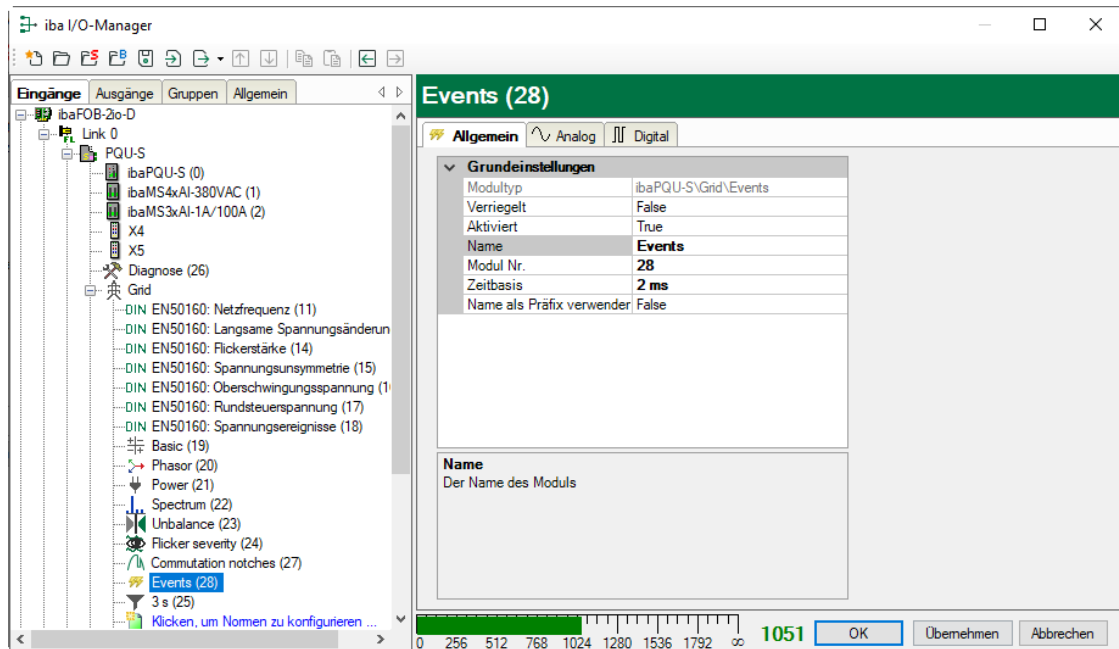 iba I/O-Manager
Eingänge Ausgänge Gruppen Allgemein
ibaFOB-2io-D
Link 0
PQU-S
ibaPQU-S (0)
ibaMS4xAI-380VAC (1)
ibaMS3xAI-1A/100A (2)
X4
X5
Diagnose (26)
Grid
DIN EN50160: Netzfrequenz (11)
DIN EN50160: Langsame Spannungsänderun
DIN EN50160: Flickerstärke (14)
DIN EN50160: Spannungsunsymmetrie (15)
DIN EN50160: Oberschwingungsspannung (1
DIN EN50160: Rundsteuerspannung (17)
DIN EN50160: Spannungsereignisse (18)
Basic (19)
Phasor (20)
Power (21)
Spectrum (22)
Unbalance (23)
Flicker severity (24)
Commutation notches (27)
Events (28)
3 s (25)
Klicken, um Normen zu konfigurieren ...
Events (28)
Allgemein Analog Digital
Grundeinstellungen
Modultyp ibaPQU-S\Grid\Events
Verriegelt False
Aktiviert True
Name Events
Modul Nr. 28
Zeitbasis 2 ms
Name als Präfix verwender False
Name
Der Name des Moduls
0 256 512 768 1024 1280 1536 1792 ∞ 1051 OK Übernehmen Abbrechen